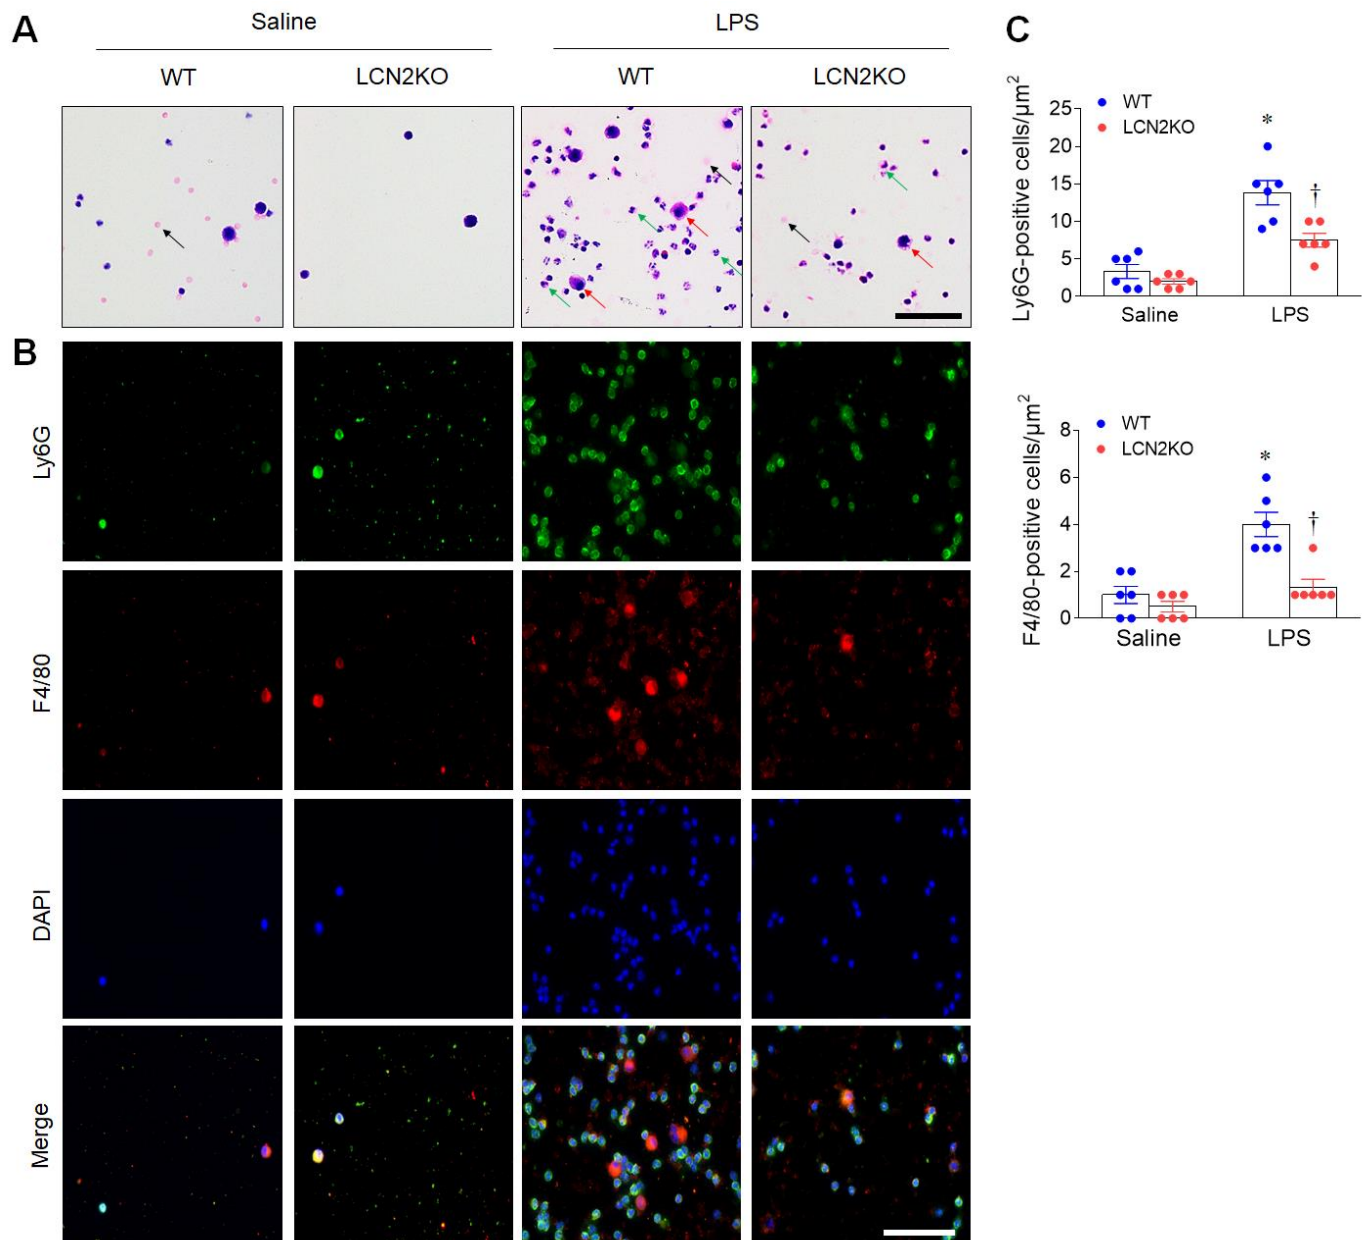 A
Saline
LPS
WT
LCN2KO
WT
LCN2KO
B
Ly6G
F4/80
DAPI
Merge
C
Ly6G-positive cells/µm²
25
20
15
10
5
0
WT
LCN2KO
*
†
Saline
LPS
F4/80-positive cells/µm²
8
6
4
2
0
WT
LCN2KO
*
†
Saline
LPS